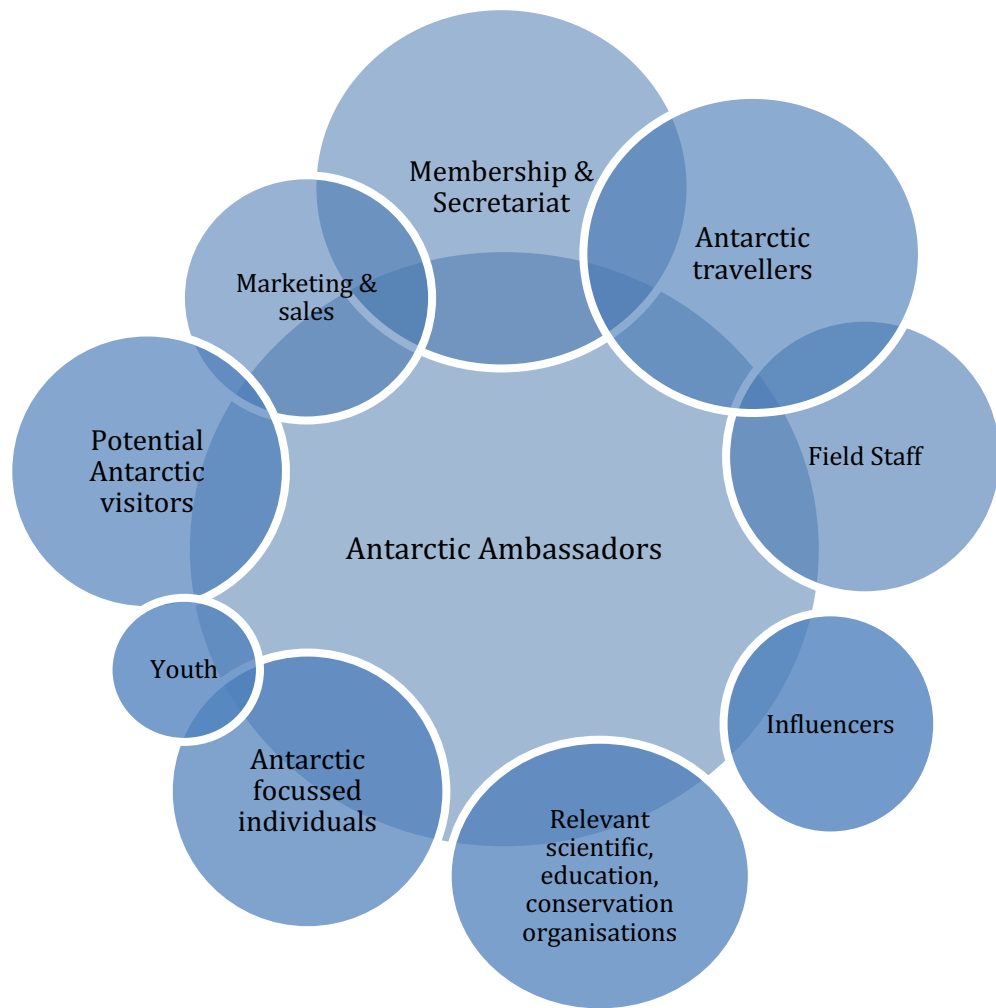 Membership &
Secretariat
Antarctic
travellers
Marketing &
sales
Field Staff
Potential
Antarctic
visitors
Antarctic Ambassadors
Youth
Influencers
Antarctic
focussed
individuals
Relevant
scientific,
education,
conservation
organisations